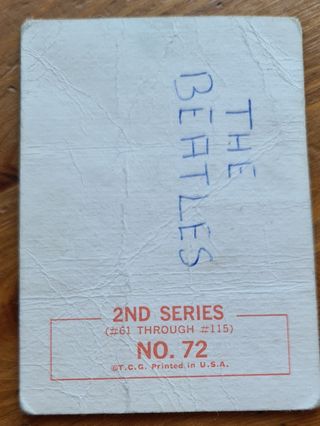 THE
BEATLES
2ND SERIES
(#61 THROUGH #115)
NO. 72
©T.C.G. Printed in U.S.A.